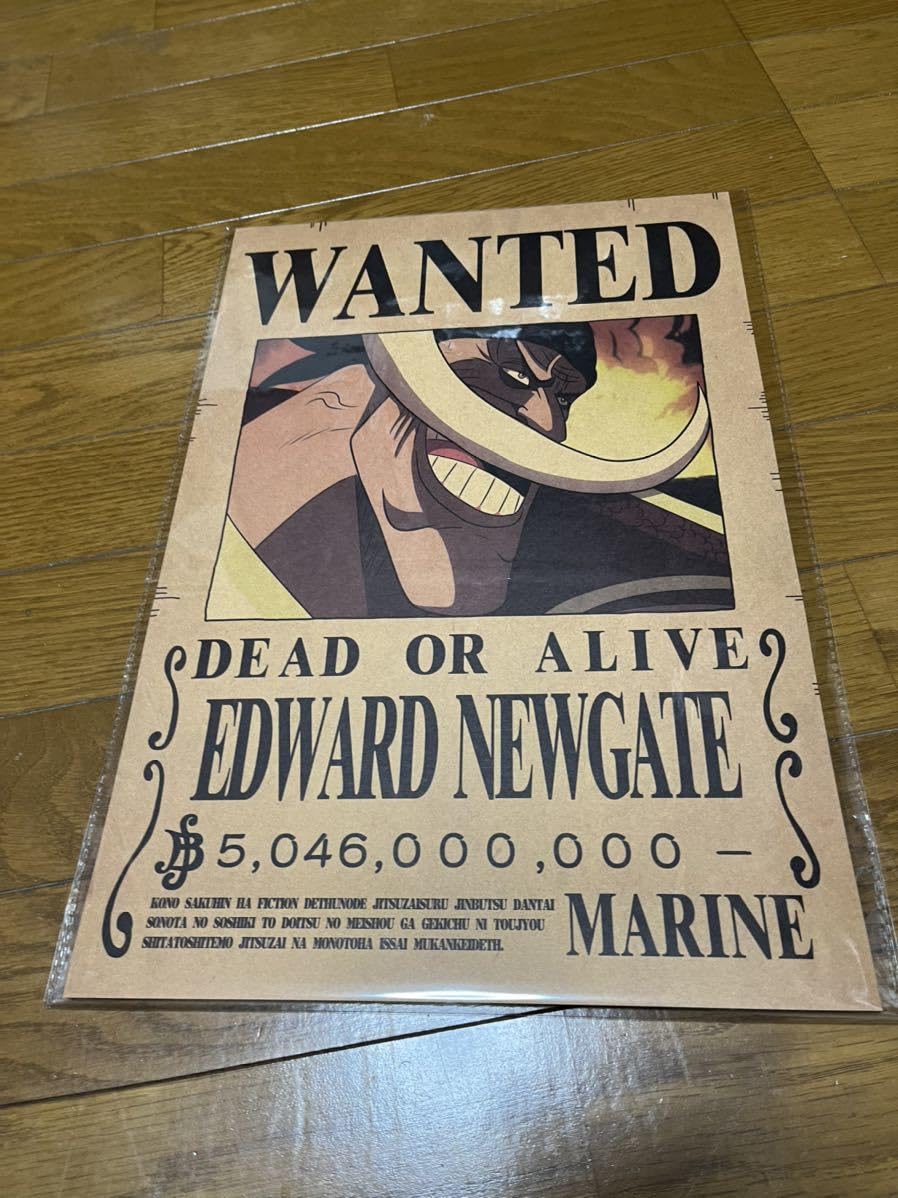 WANTED
DEAD OR ALIVE
EDWARD NEWGATE
฿5,046,000,000 –
KONO SAKUHIN HA FICTION DETHUNODE JITSUZAISURU JINBUTSU DANTAI
SONOTA NO SOSHIKI TO DOITSU NO MEISHOU GA GEKICHU NI TOUJYOU
SHITATOSHITEMO JITSUZAI NA MONOTOHA ISSAI MUKANKEIDETH.
MARINE